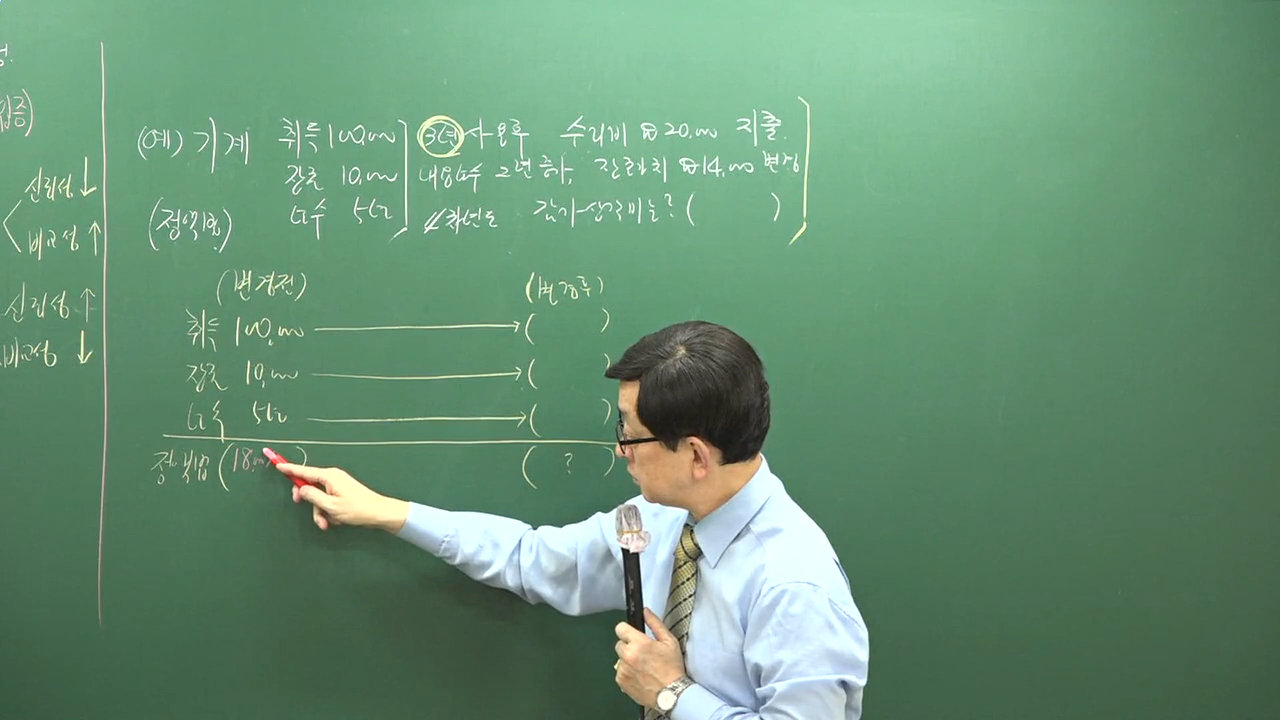 성.
검증)
신뢰성 ↓
비교성 ↑
신뢰성 ↑
비교성 ↓
(예) 기계 취득 100,000
잔존 10,000
(정액법) 내수 5년
3년 사용후 수리비 ₩20,000 지출.
내용연수 2년 증가, 잔존가치 ₩14,000 변경
4차년도 감가상각비는? ( )
(변경전) (변경후)
취득 100,000 → ( )
잔존 10,000 → ( )
내수 5년 → ( )
정액법 (18,000) ( ? )